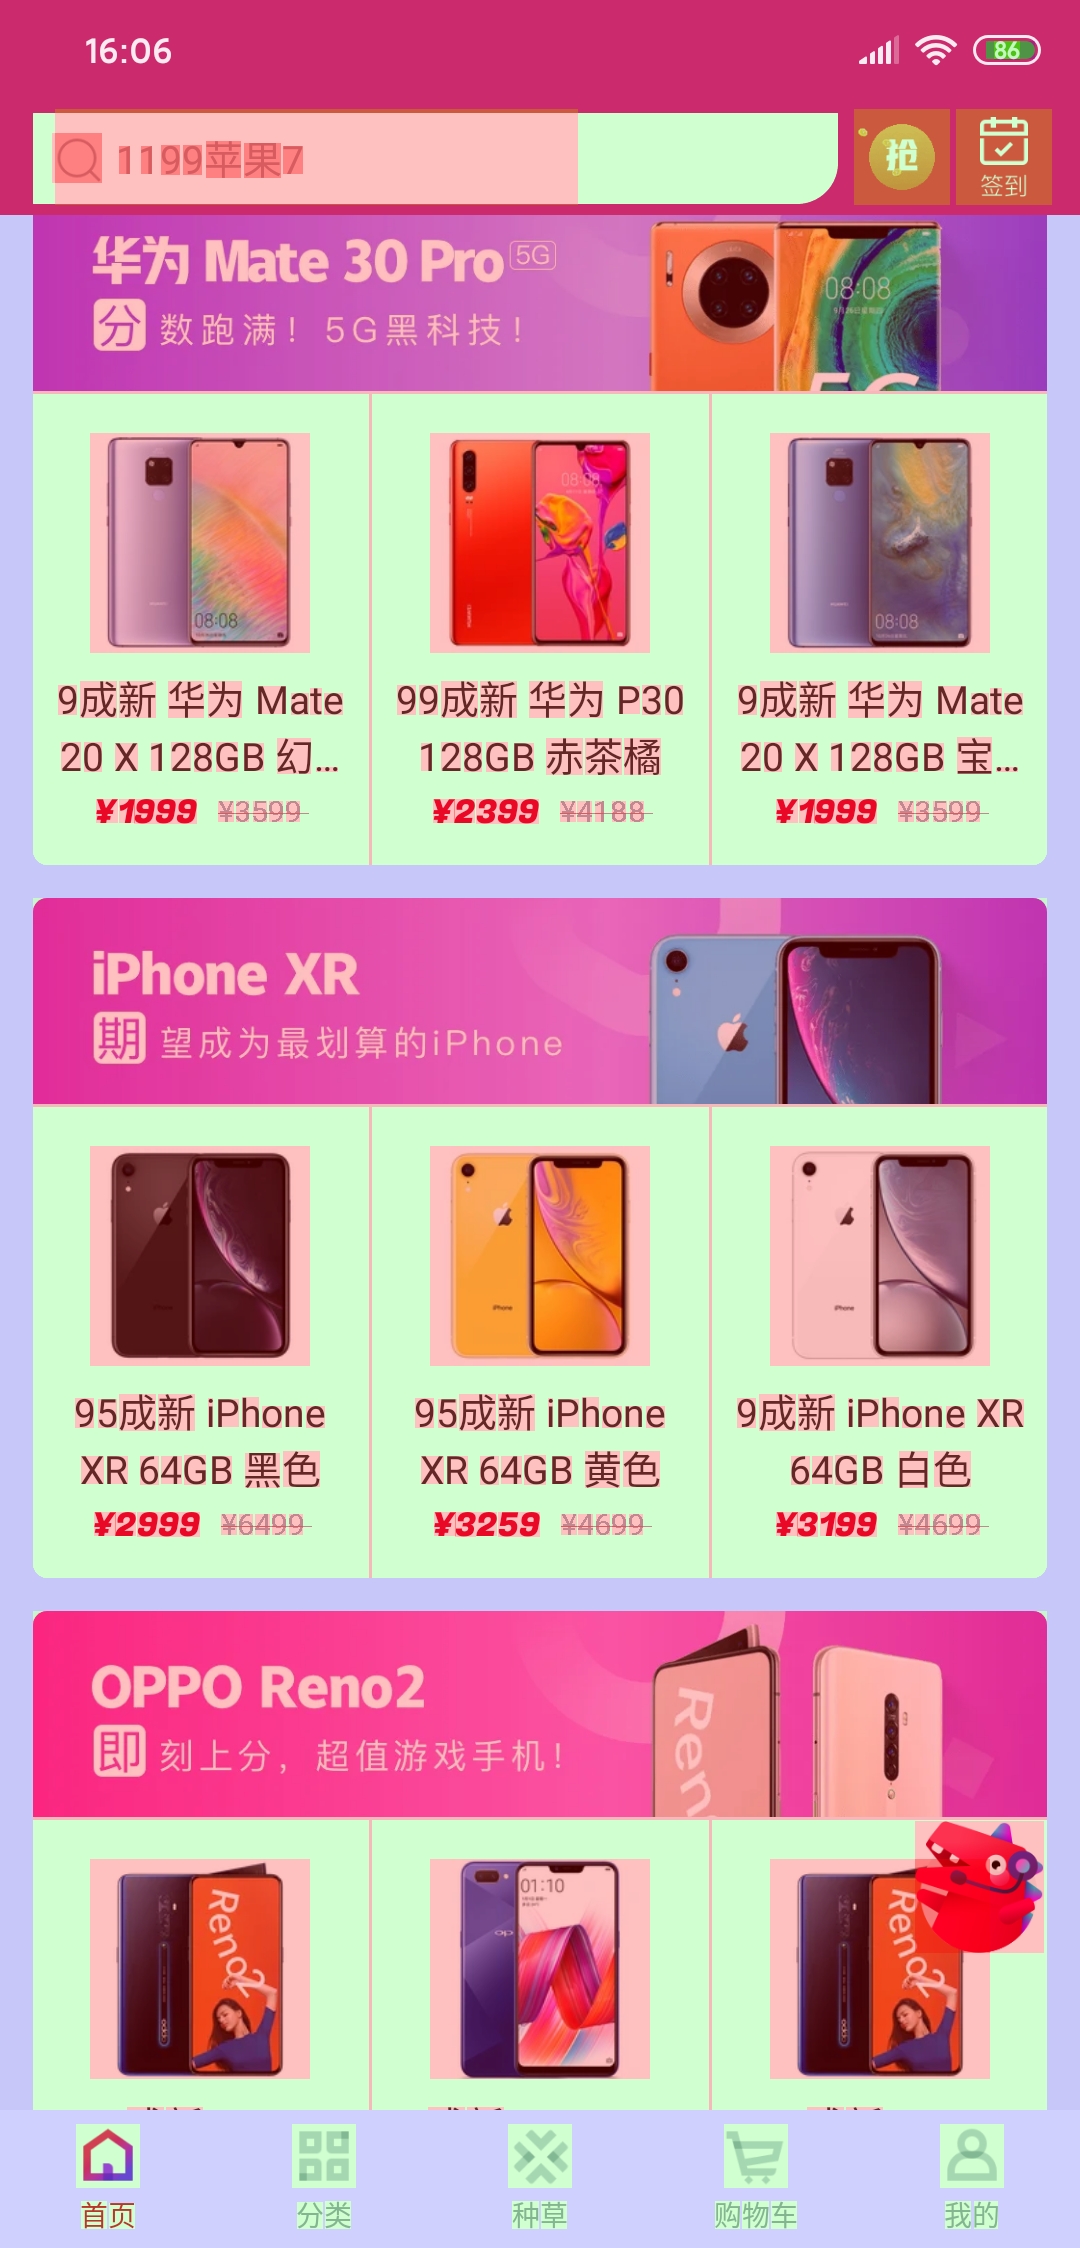 16:06
86
1199苹果7
抢
签到
华为 Mate 30 Pro 5G
分数跑满！5G黑科技！
08:08
5G
08:08
08:08
08:08
9成新 华为 Mate
20 X 128GB 幻...
¥1999 ¥3599
99成新 华为 P30
128GB 赤茶橘
¥2399 ¥4188
9成新 华为 Mate
20 X 128GB 宝...
¥1999 ¥3599
iPhone XR
期望成为最划算的iPhone
iPhone
iPhone
iPhone
95成新 iPhone
XR 64GB 黑色
¥2999 ¥6499
95成新 iPhone
XR 64GB 黄色
¥3259 ¥4699
9成新 iPhone XR
64GB 白色
¥3199 ¥4699
OPPO Reno2
即刻上分，超值游戏手机！
Reno
Reno2
01:10
Reno2
首页
分类
种草
购物车
我的